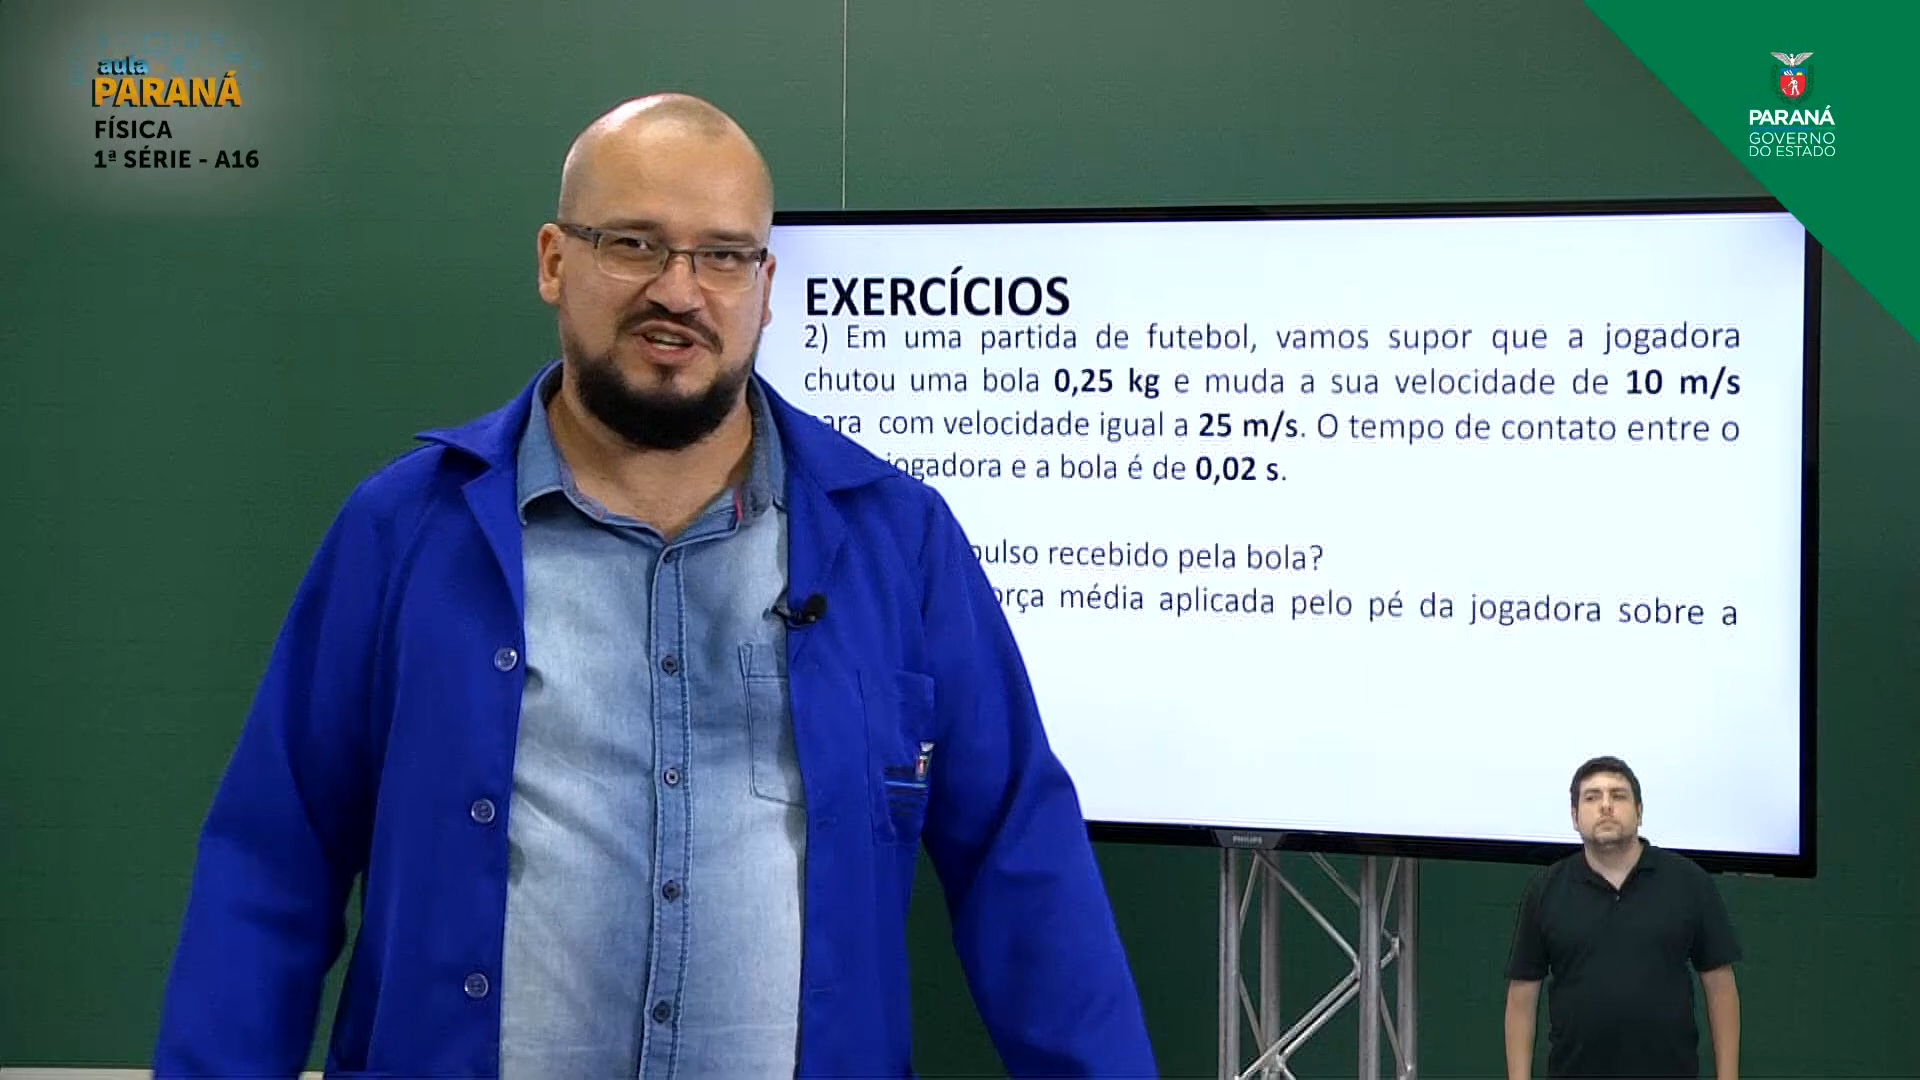 aula
PARANÁ
FÍSICA
1ª SÉRIE - A16
PARANÁ
GOVERNO
DO ESTADO
EXERCÍCIOS
2) Em uma partida de futebol, vamos supor que a jogadora
chutou uma bola 0,25 kg e muda a sua velocidade de 10 m/s
com velocidade igual a 25 m/s. O tempo de contato entre o
jogadora e a bola é de 0,02 s.
recebido pela bola?
média aplicada pelo pé da jogadora sobre a
PHILIPS